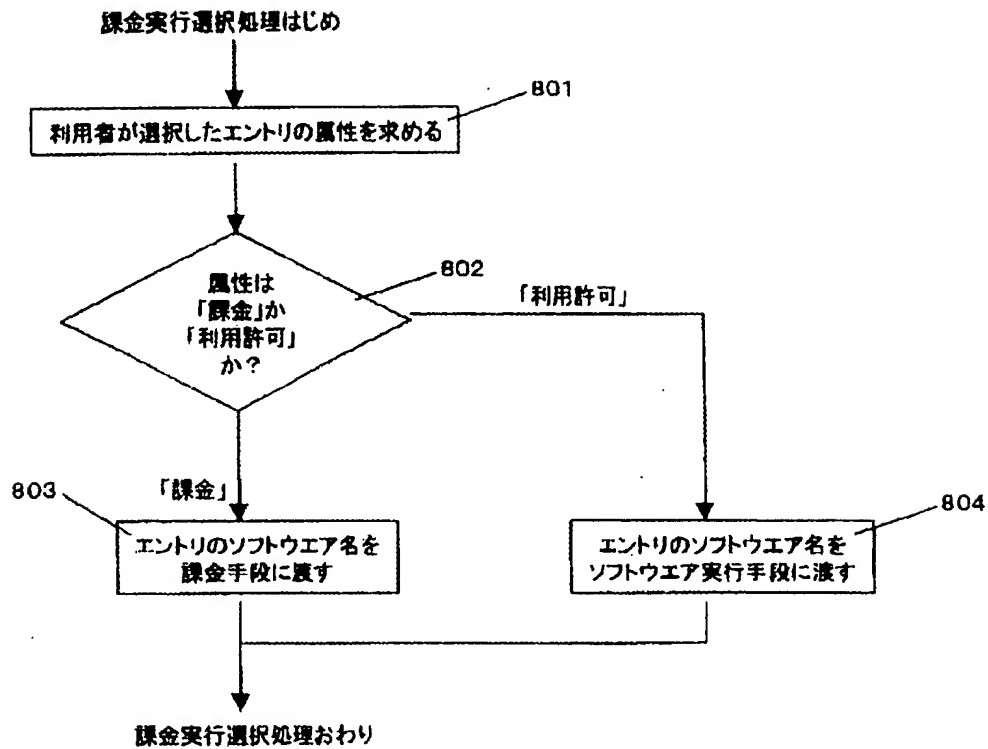 課金実行選択処理はじめ
801
利用者が選択したエントリの属性を求める
802
属性は
「課金」か
「利用許可」
か?
「利用許可」
803
「課金」
804
エントリのソフトウエア名を
課金手段に渡す
エントリのソフトウエア名を
ソフトウエア実行手段に渡す
課金実行選択処理おわり